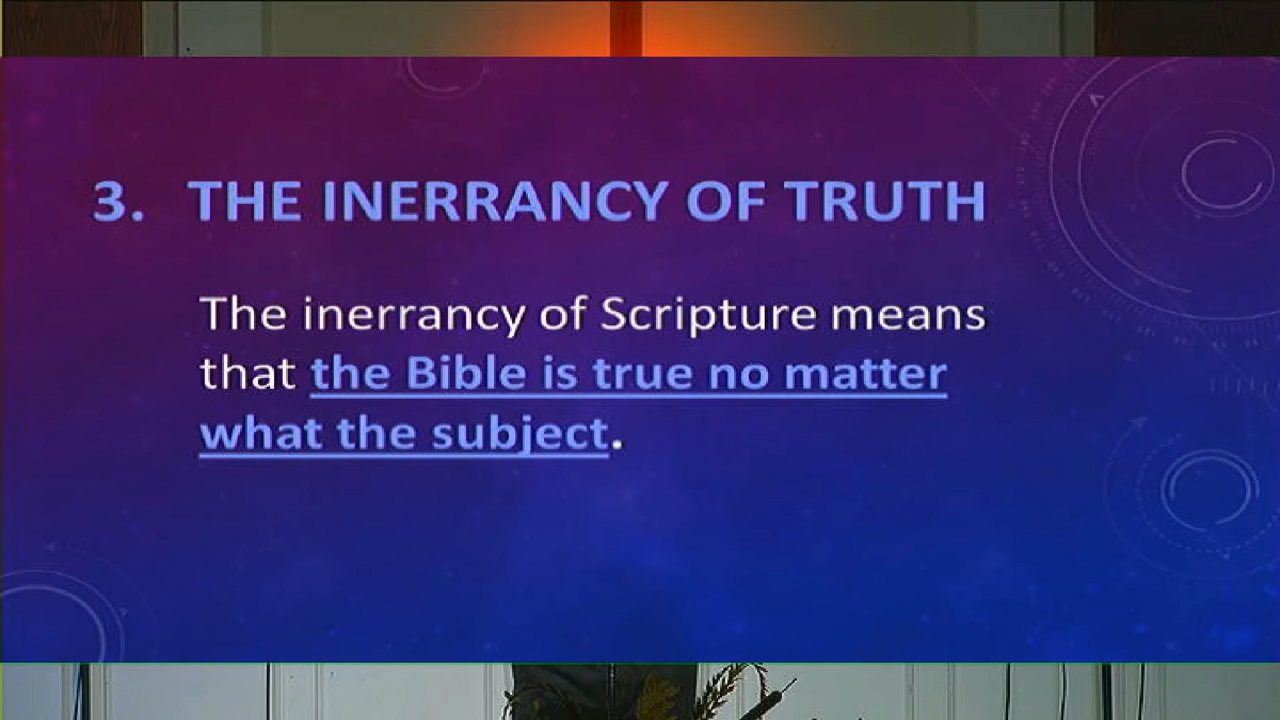 3. THE INERRANCY OF TRUTH
The inerrancy of Scripture means
that the Bible is true no matter
what the subject.